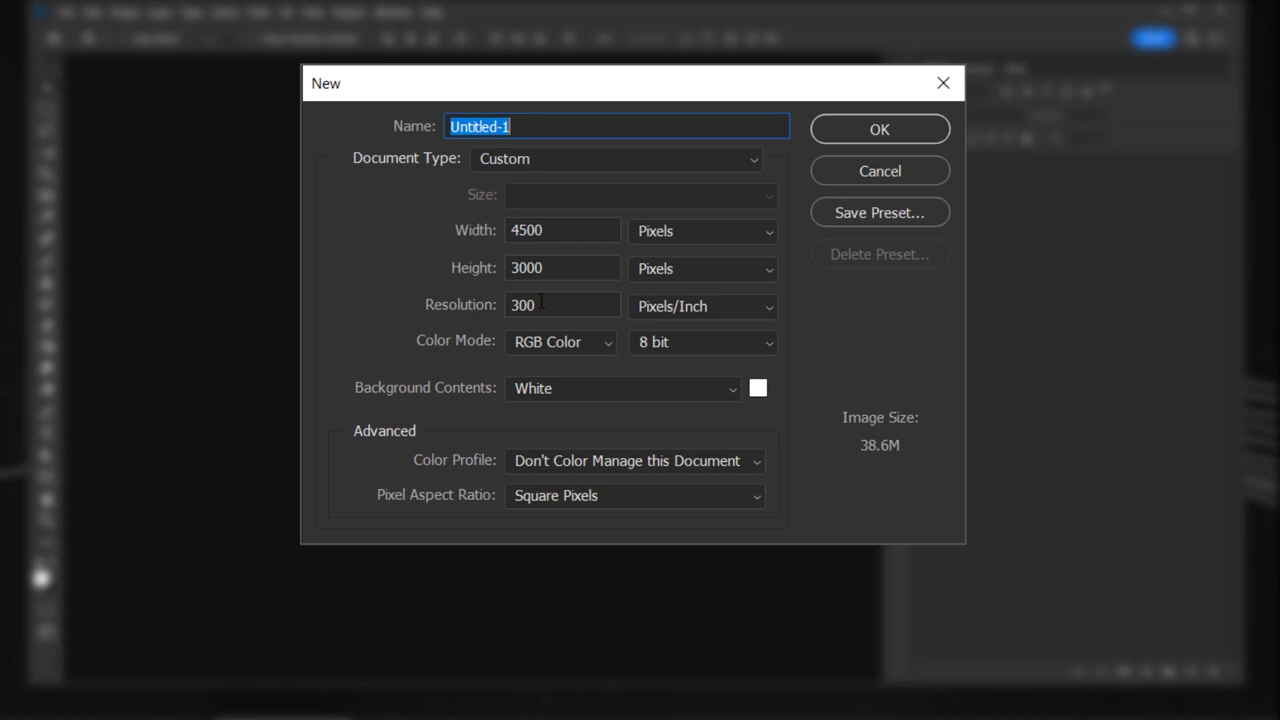 New
Name: Untitled-1
OK
Document Type: Custom
Cancel
Size:
Save Preset...
Width: 4500 Pixels
Delete Preset...
Height: 3000 Pixels
Resolution: 300 Pixels/Inch
Color Mode: RGB Color 8 bit
Background Contents: White
Image Size:
38.6M
Advanced
Color Profile: Don't Color Manage this Document
Pixel Aspect Ratio: Square Pixels